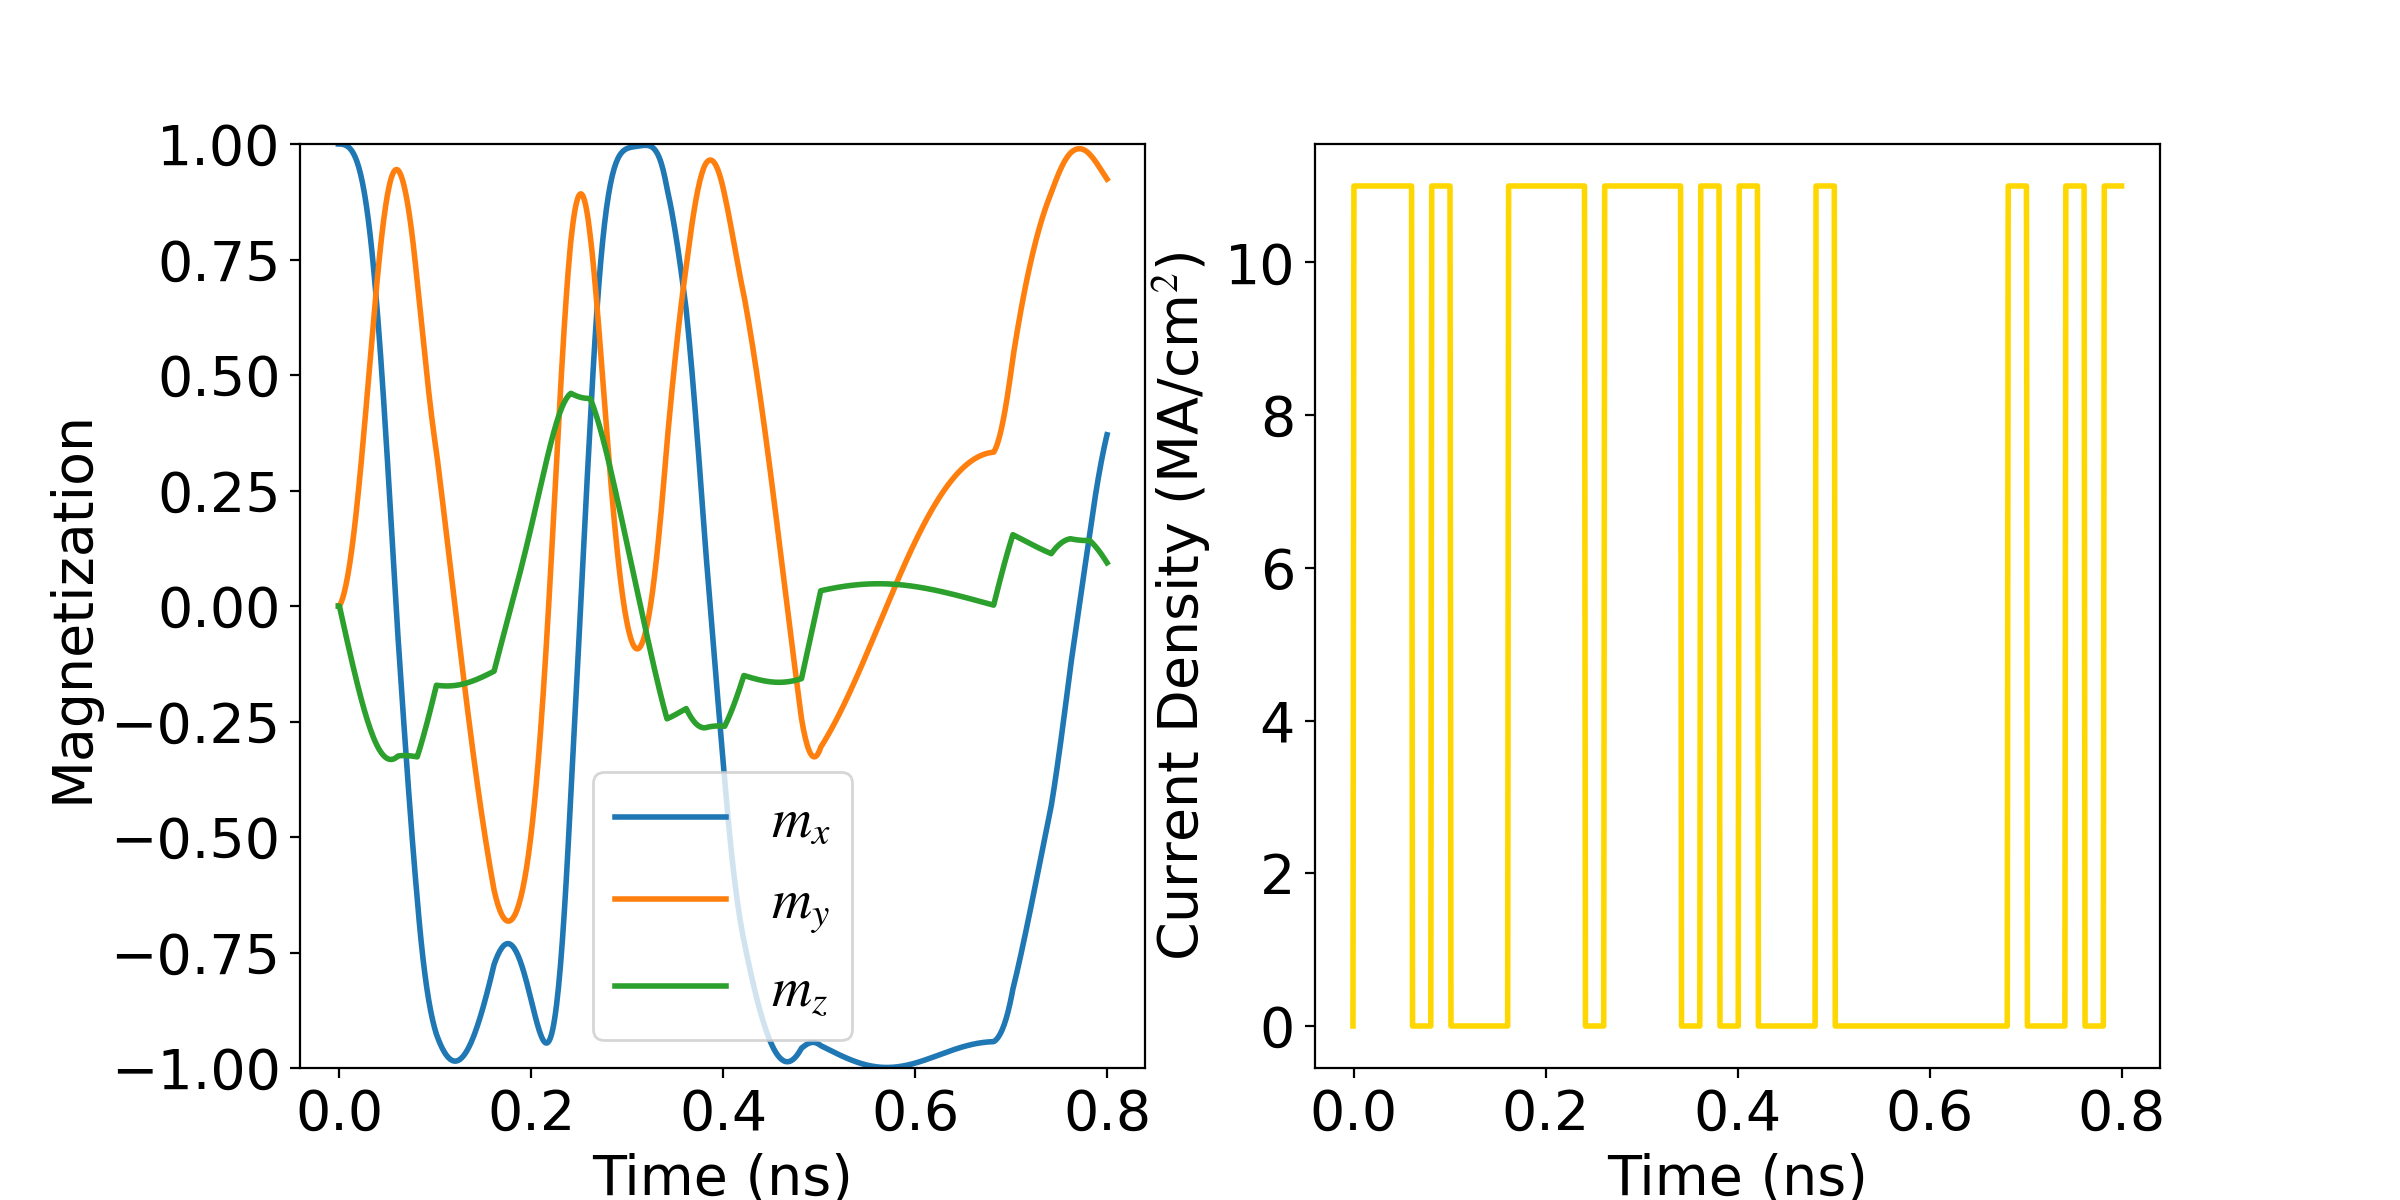 Magnetization
1.00
0.75
0.50
0.25
0.00
−0.25
−0.50
−0.75
−1.00
0.0 0.2 0.4 0.6 0.8
Time (ns)
m_x
m_y
m_z
Current Density (MA/cm²)
10
8
6
4
2
0
0.0 0.2 0.4 0.6 0.8
Time (ns)